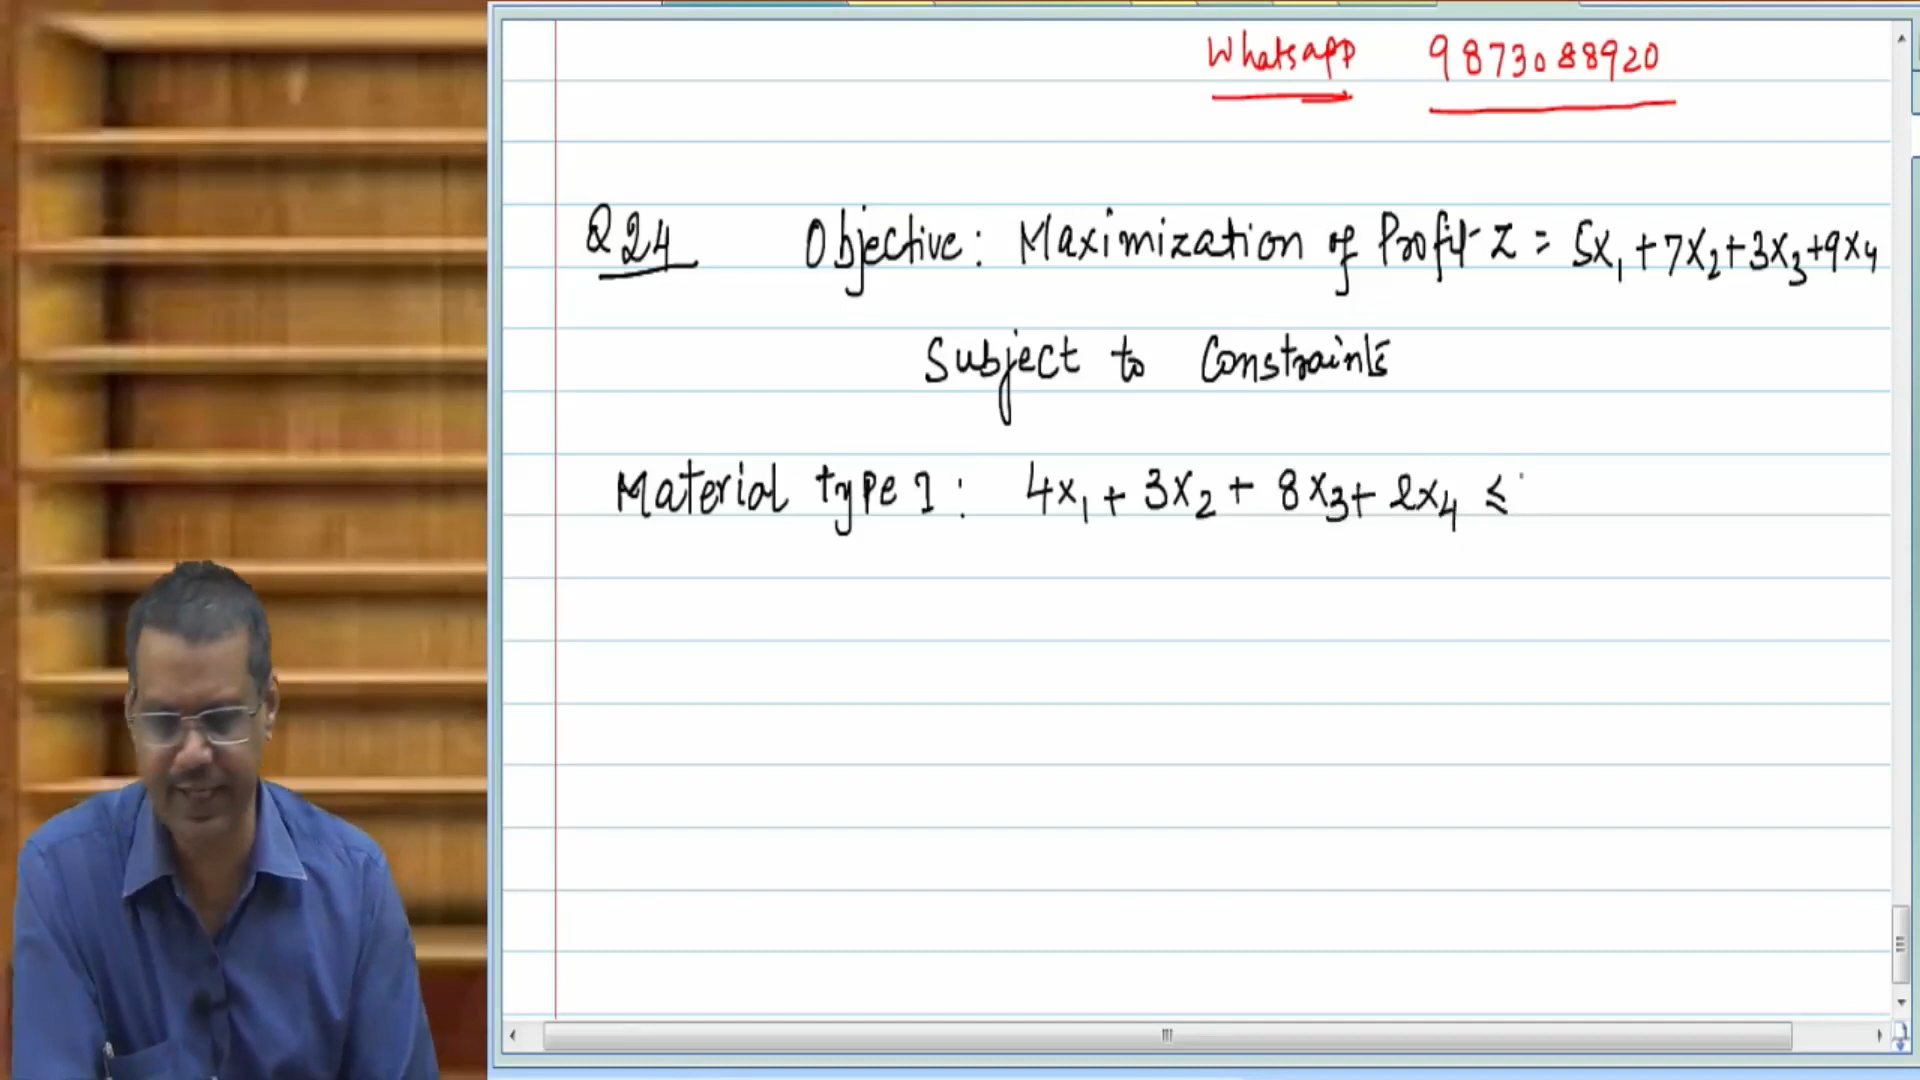 Whatsapp 9873088920
Q24 Objective: Maximization of Profit Z = 5x₁ + 7x₂ + 3x₃ + 9x₄
Subject to Constraints
Material type 1: 4x₁ + 3x₂ + 8x₃ + 2x₄ ≤